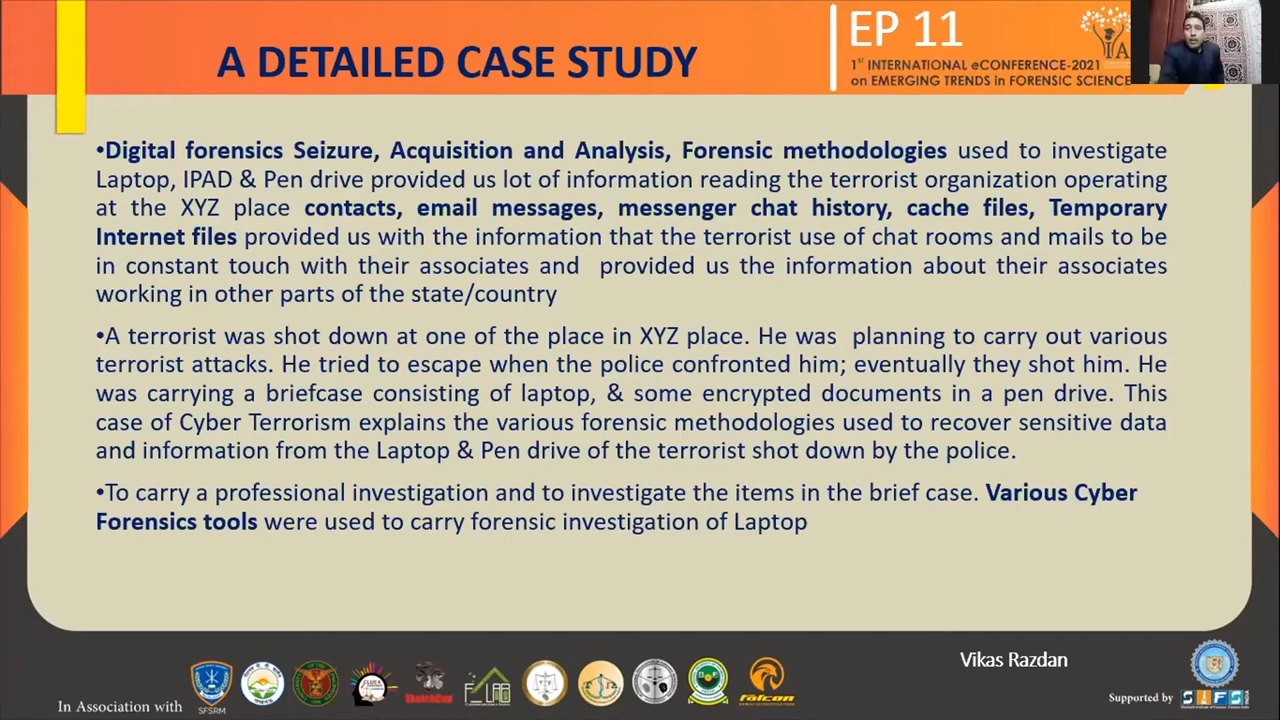 A DETAILED CASE STUDY
EP 11
1ST INTERNATIONAL eCONFERENCE-2021
on EMERGING TRENDS in FORENSIC SCIENCE
•Digital forensics Seizure, Acquisition and Analysis, Forensic methodologies used to investigate
Laptop, IPAD & Pen drive provided us lot of information reading the terrorist organization operating
at the XYZ place contacts, email messages, messenger chat history, cache files, Temporary
Internet files provided us with the information that the terrorist use of chat rooms and mails to be
in constant touch with their associates and provided us the information about their associates
working in other parts of the state/country
•A terrorist was shot down at one of the place in XYZ place. He was planning to carry out various
terrorist attacks. He tried to escape when the police confronted him; eventually they shot him. He
was carrying a briefcase consisting of laptop, & some encrypted documents in a pen drive. This
case of Cyber Terrorism explains the various forensic methodologies used to recover sensitive data
and information from the Laptop & Pen drive of the terrorist shot down by the police.
•To carry a professional investigation and to investigate the items in the brief case. Various Cyber
Forensics tools were used to carry forensic investigation of Laptop
Vikas Razdan
In Association with
SFSRM
SketchCop
F LAB
falcon
Supported by
SIFS